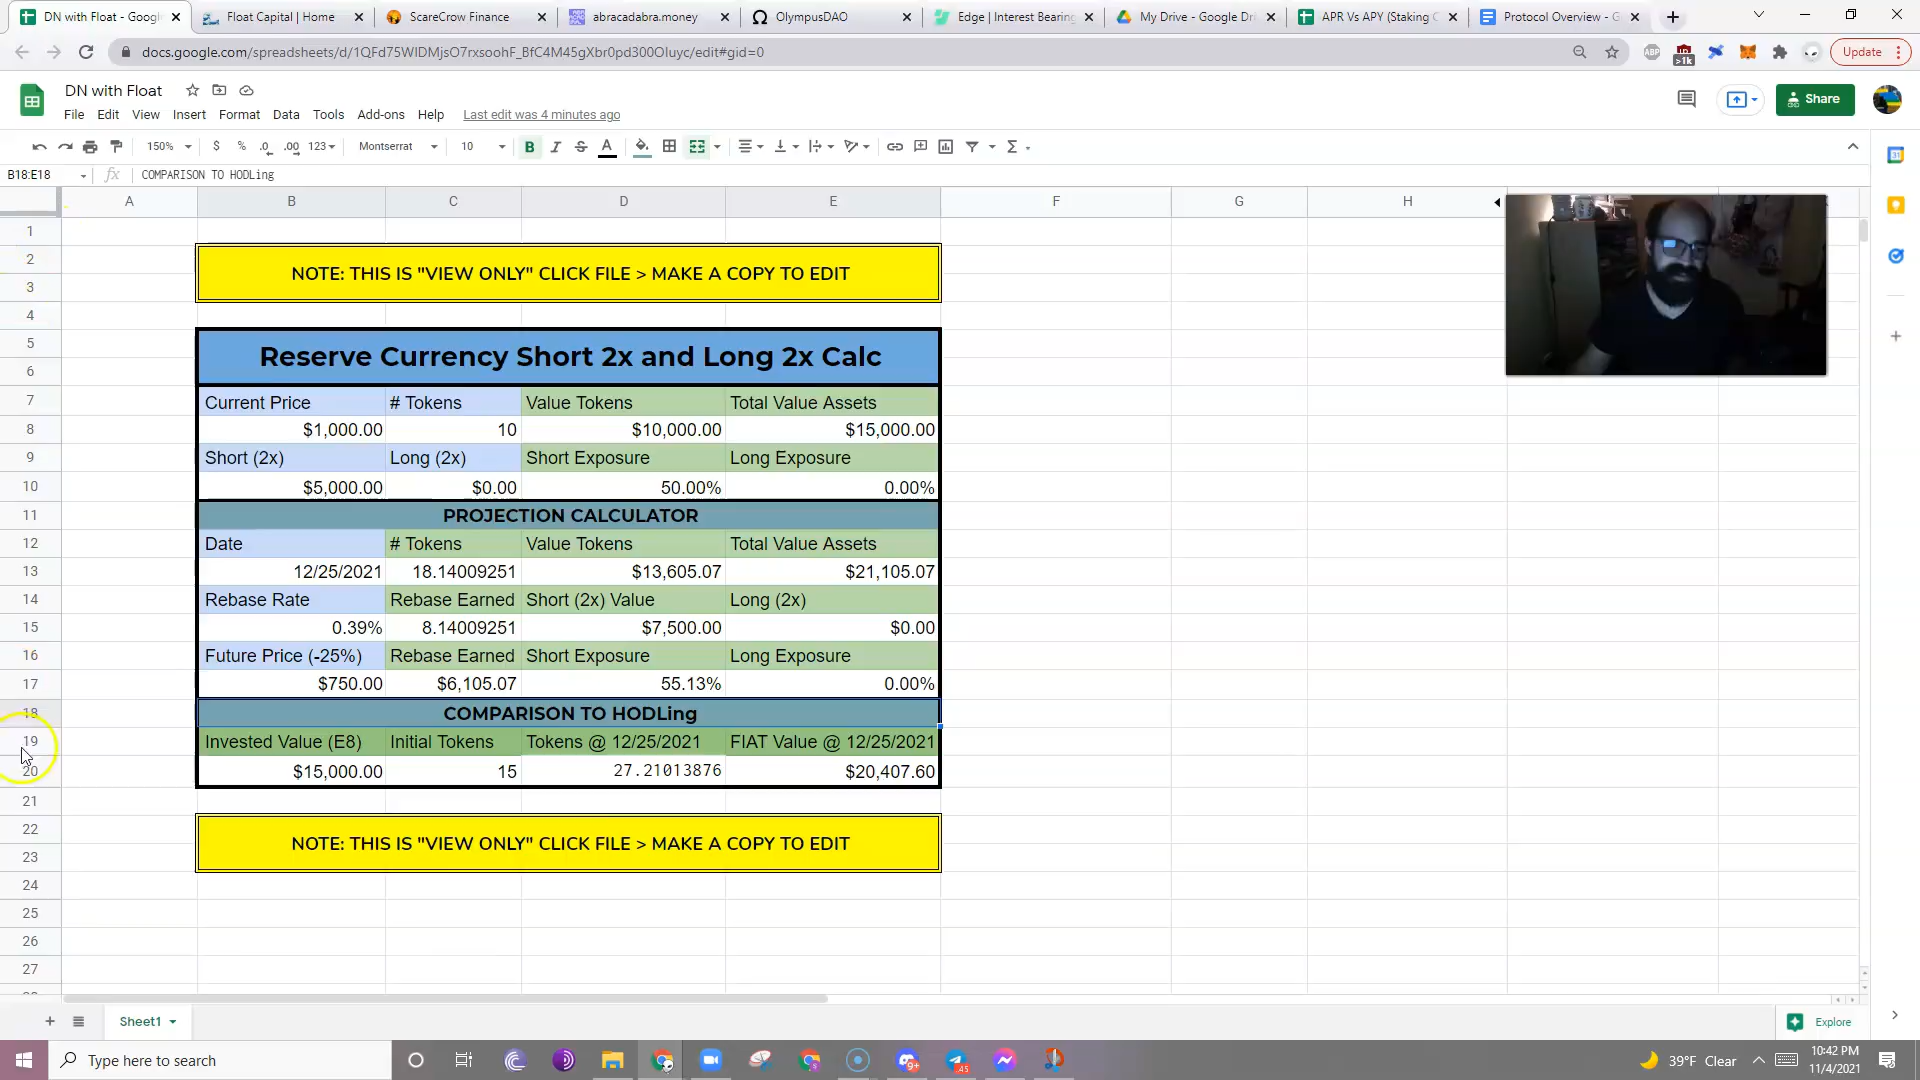 DN with Float - Goog
Float Capital | Home
ScareCrow Finance
abracadabra.money
OlympusDAO
Edge | Interest Bearing
My Drive - Google Dri
APR Vs APY (Staking C
Protocol Overview - G
docs.google.com/spreadsheets/d/1QFd75WlDMjsO7rxsoohF_BfC4M45gXbr0pd300Oluyc/edit#gid=0
ABP
>1k
Update
DN with Float
File Edit View Insert Format Data Tools Add-ons Help Last edit was 4 minutes ago
Share
150% $ % .0 .00 123 Montserrat 10 B I S A
B18:E18 fx COMPARISON TO HODLing
A B C D E F G H
1
2
NOTE: THIS IS "VIEW ONLY" CLICK FILE > MAKE A COPY TO EDIT
3
4
5
Reserve Currency Short 2x and Long 2x Calc
6
7 Current Price # Tokens Value Tokens Total Value Assets
8 $1,000.00 10 $10,000.00 $15,000.00
9 Short (2x) Long (2x) Short Exposure Long Exposure
10 $5,000.00 $0.00 50.00% 0.00%
11 PROJECTION CALCULATOR
12 Date # Tokens Value Tokens Total Value Assets
13 12/25/2021 18.14009251 $13,605.07 $21,105.07
14 Rebase Rate Rebase Earned Short (2x) Value Long (2x)
15 0.39% 8.14009251 $7,500.00 $0.00
16 Future Price (-25%) Rebase Earned Short Exposure Long Exposure
17 $750.00 $6,105.07 55.13% 0.00%
18 COMPARISON TO HODLing
19 Invested Value (E8) Initial Tokens Tokens @ 12/25/2021 FIAT Value @ 12/25/2021
20 $15,000.00 15 27.21013876 $20,407.60
21
22
NOTE: THIS IS "VIEW ONLY" CLICK FILE > MAKE A COPY TO EDIT
23
24
25
26
27
Sheet1
Explore
Type here to search
39°F Clear
10:42 PM
11/4/2021